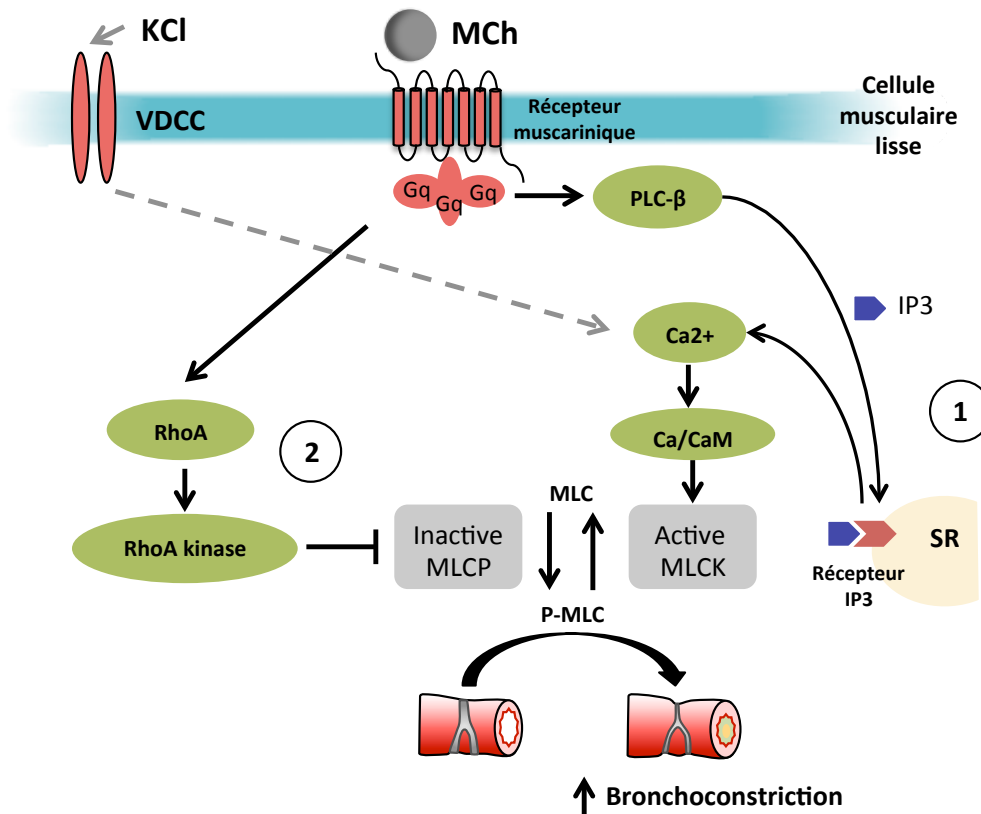 KCl
MCh
VDCC
Récepteur
muscarinique
Cellule
musculaire
lisse
Gq
Gq
Gq
PLC-β
IP3
Ca2+
1
RhoA
2
Ca/CaM
MLC
RhoA kinase
Inactive
MLCP
Active
MLCK
SR
Récepteur
IP3
P-MLC
Bronchoconstriction